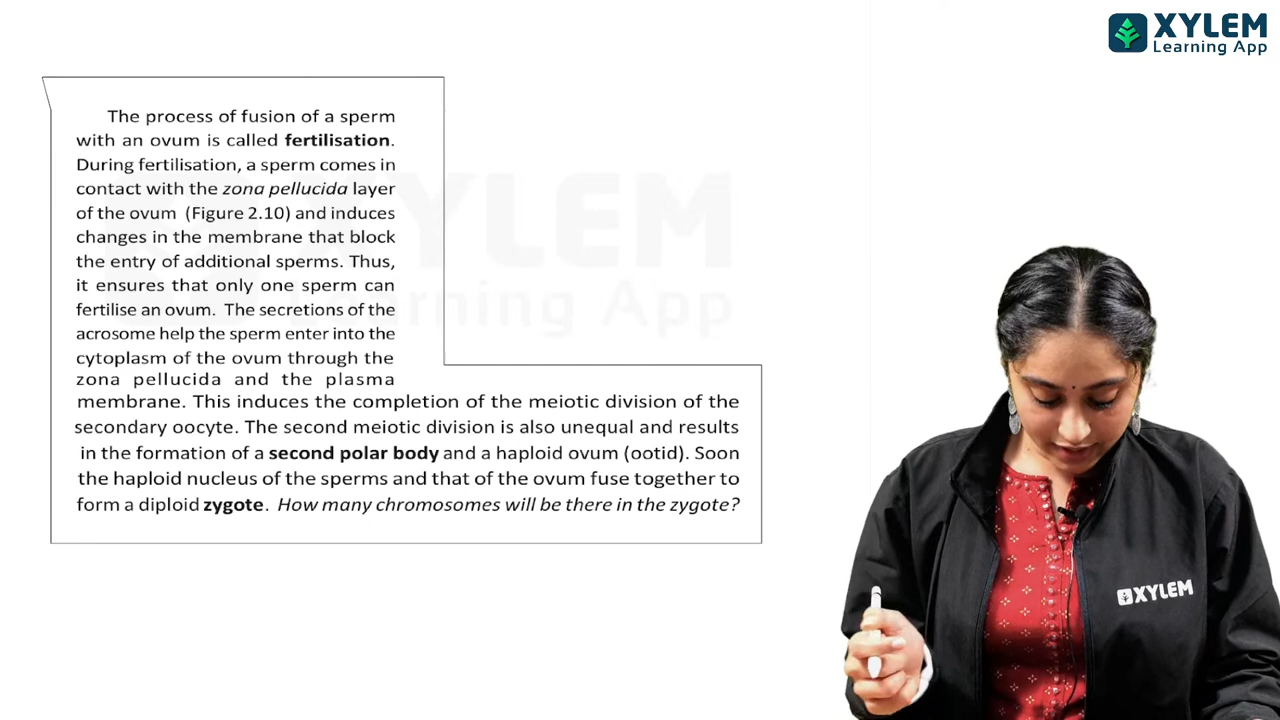 XYLEM
Learning App
The process of fusion of a sperm
with an ovum is called fertilisation.
During fertilisation, a sperm comes in
contact with the zona pellucida layer
of the ovum (Figure 2.10) and induces
changes in the membrane that block
the entry of additional sperms. Thus,
it ensures that only one sperm can
fertilise an ovum. The secretions of the
acrosome help the sperm enter into the
cytoplasm of the ovum through the
zona pellucida and the plasma
membrane. This induces the completion of the meiotic division of the
secondary oocyte. The second meiotic division is also unequal and results
in the formation of a second polar body and a haploid ovum (ootid). Soon
the haploid nucleus of the sperms and that of the ovum fuse together to
form a diploid zygote. How many chromosomes will be there in the zygote?
XYLEM
Learning App
XYLEM